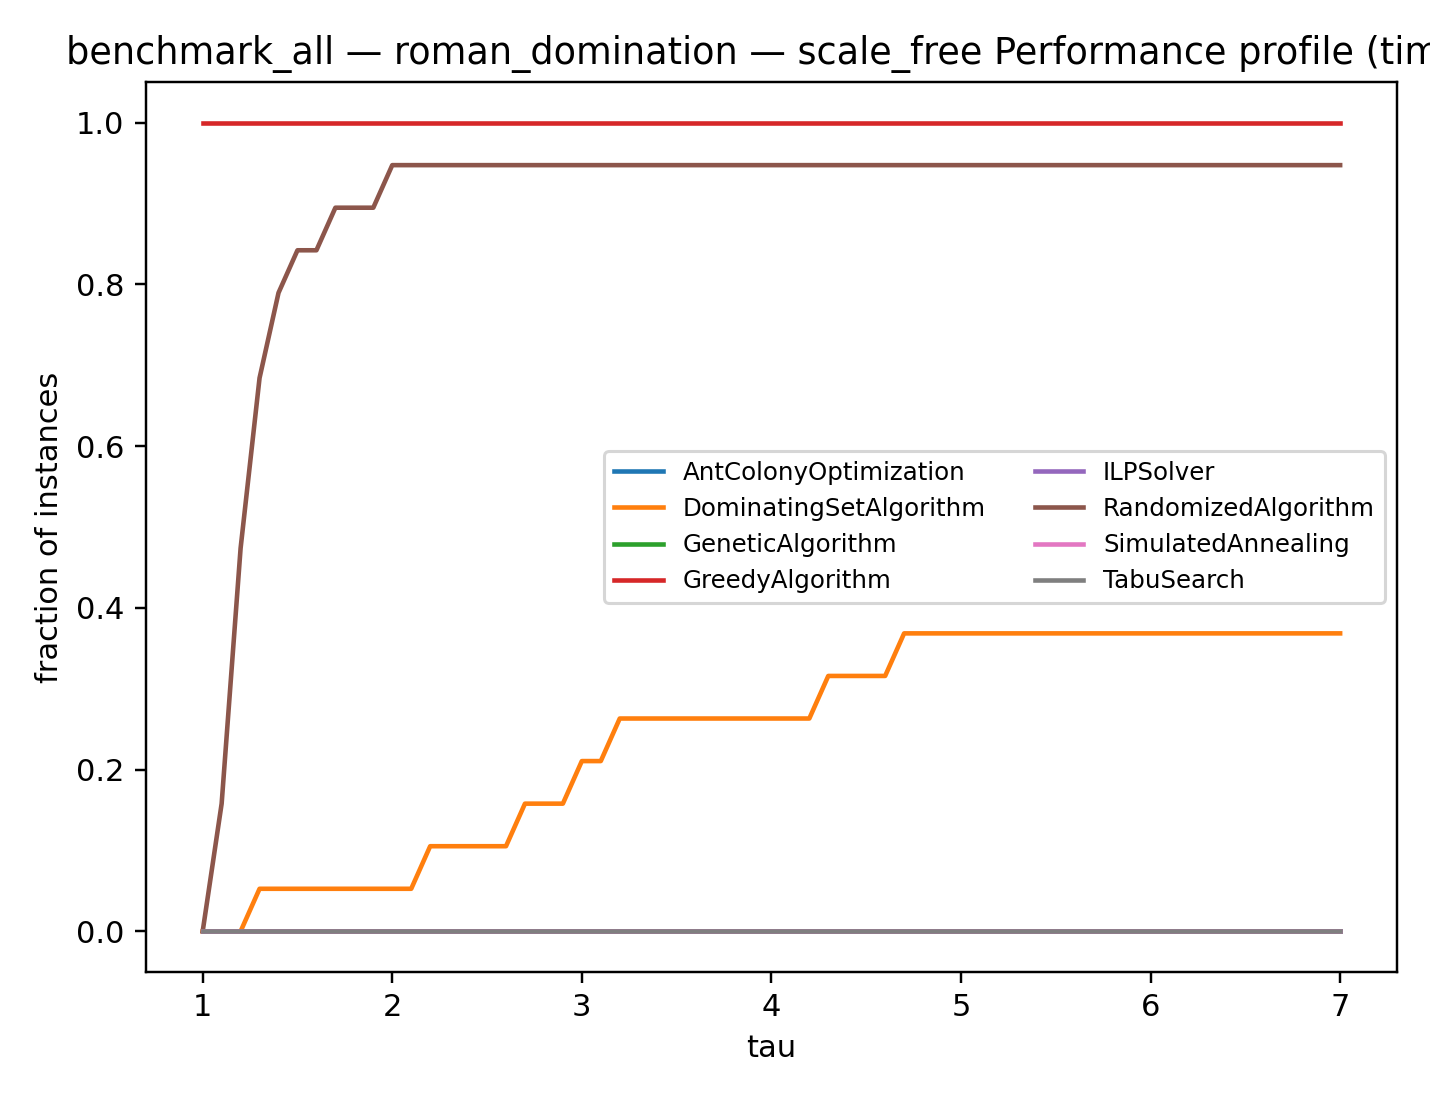 benchmark_all — roman_domination — scale_free Performance profile (tim
1.0
0.8
0.6
0.4
0.2
0.0
fraction of instances
AntColonyOptimization
DominatingSetAlgorithm
GeneticAlgorithm
GreedyAlgorithm
ILPSolver
RandomizedAlgorithm
SimulatedAnnealing
TabuSearch
1 2 3 4 5 6 7
tau